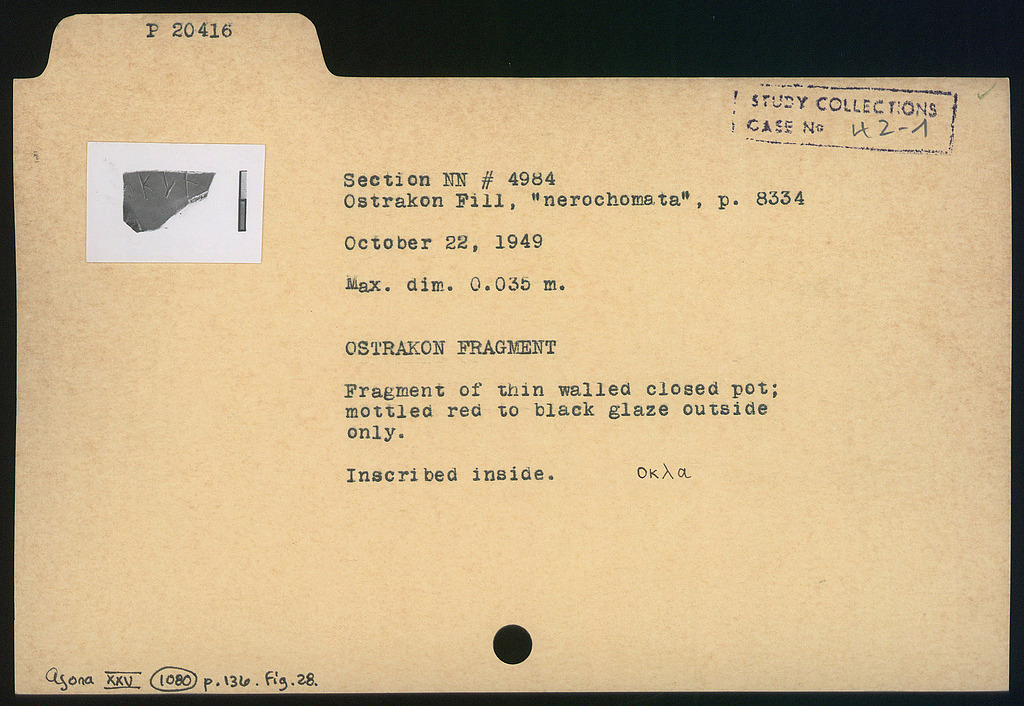 P 20416
STUDY COLLECTIONS
CASE No 42-1
Section NN # 4984
Ostrakon Fill, "nerochomata", p. 8334
October 22, 1949
Max. dim. 0.035 m.
OSTRAKON FRAGMENT
Fragment of thin walled closed pot;
mottled red to black glaze outside
only.
Inscribed inside. οκλα
Agora XXV 1080 p.136. Fig.28.